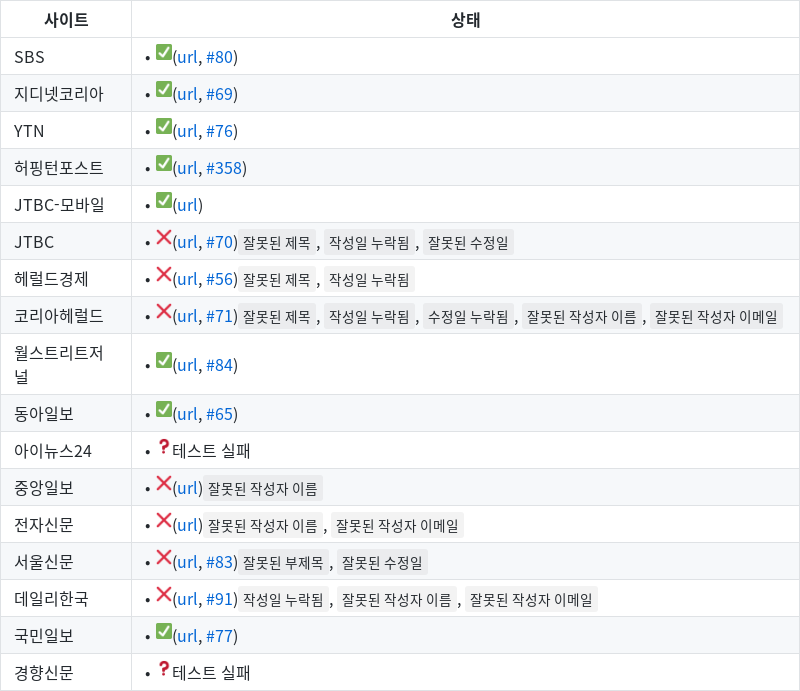 사이트 상태
SBS • ✅(url, #80)
지디넷코리아 • ✅(url, #69)
YTN • ✅(url, #76)
허핑턴포스트 • ✅(url, #358)
JTBC-모바일 • ✅(url)
JTBC • ❌(url, #70) 잘못된 제목 , 작성일 누락됨 , 잘못된 수정일
헤럴드경제 • ❌(url, #56) 잘못된 제목 , 작성일 누락됨
코리아헤럴드 • ❌(url, #71) 잘못된 제목 , 작성일 누락됨 , 수정일 누락됨 , 잘못된 작성자 이름 , 잘못된 작성자 이메일
월스트리트저
널 • ✅(url, #84)
동아일보 • ✅(url, #65)
아이뉴스24 • ❓테스트 실패
중앙일보 • ❌(url) 잘못된 작성자 이름
전자신문 • ❌(url) 잘못된 작성자 이름 , 잘못된 작성자 이메일
서울신문 • ❌(url, #83) 잘못된 부제목 , 잘못된 수정일
데일리한국 • ❌(url, #91) 작성일 누락됨 , 잘못된 작성자 이름 , 잘못된 작성자 이메일
국민일보 • ✅(url, #77)
경향신문 • ❓테스트 실패